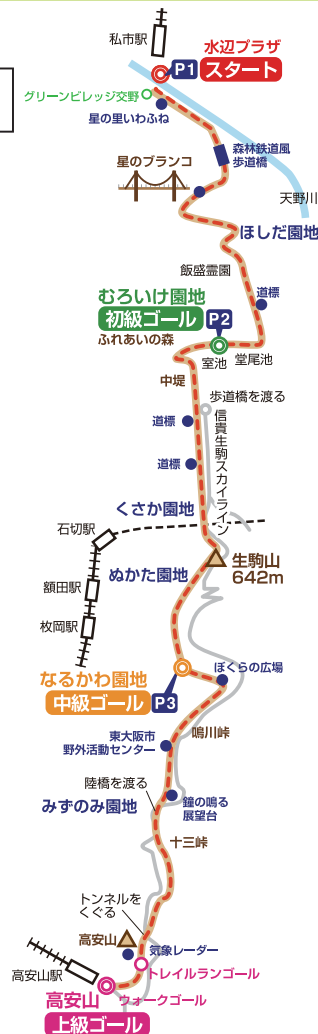 私市駅
水辺プラザ
P1 スタート
グリーンビレッジ交野
星の里いわふね
森林鉄道風
歩道橋
星のブランコ
天野川
ほしだ園地
飯盛霊園
むろいけ園地
道標
初級ゴール P2
ふれあいの森
室池
堂尾池
中堤
歩道橋を渡る
道標
信貴生駒スカイライン
道標
くさか園地
石切駅
生駒山
642m
ぬかた園地
額田駅
枚岡駅
ぼくらの広場
なるかわ園地
中級ゴール P3
鳴川峠
東大阪市
野外活動センター
陸橋を渡る
みずのみ園地
鐘の鳴る
展望台
十三峠
トンネルを
くぐる
高安山
気象レーダー
高安山駅
トレイルランゴール
高安山
ウォークゴール
上級ゴール